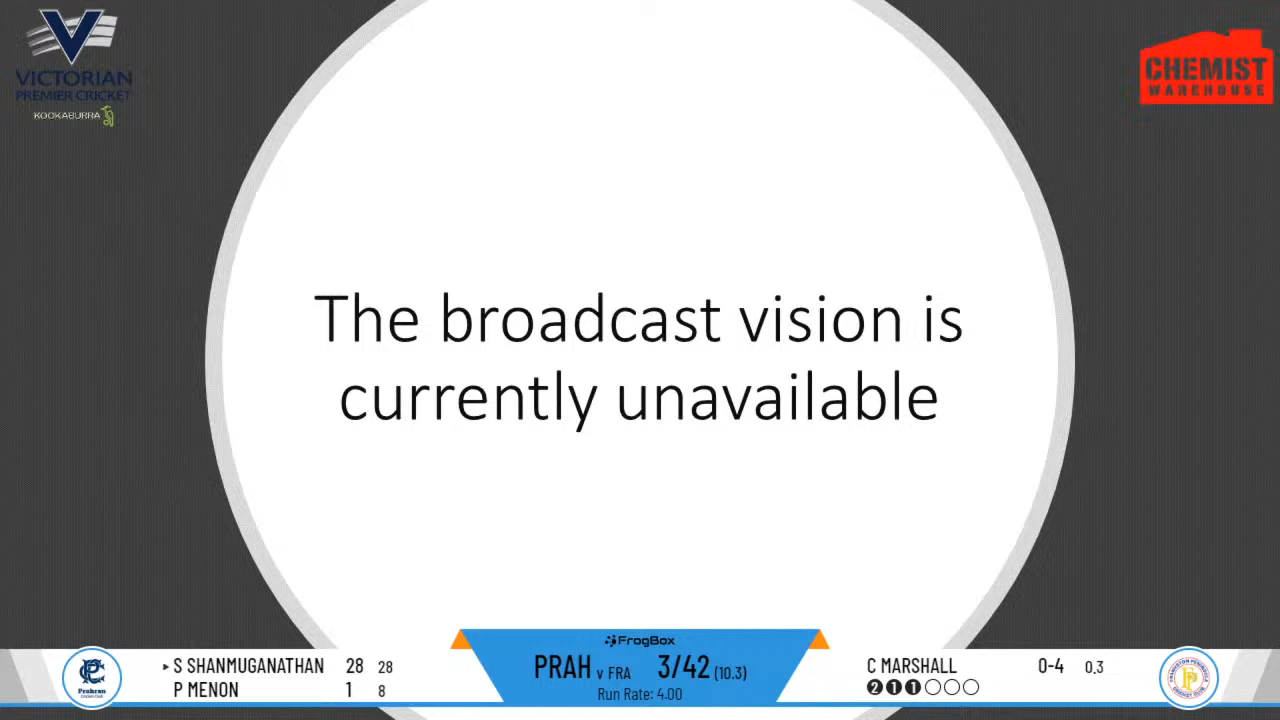 VICTORIAN
PREMIER CRICKET
KOOKABURRA
CHEMIST
WAREHOUSE
The broadcast vision is
currently unavailable
FrogBox
Prahran
S SHANMUGANATHAN 28 28
P MENON 1 8
PRAH v FRA 3/42 (10.3)
Run Rate: 4.00
C MARSHALL 0-4 0.3
2 1 1